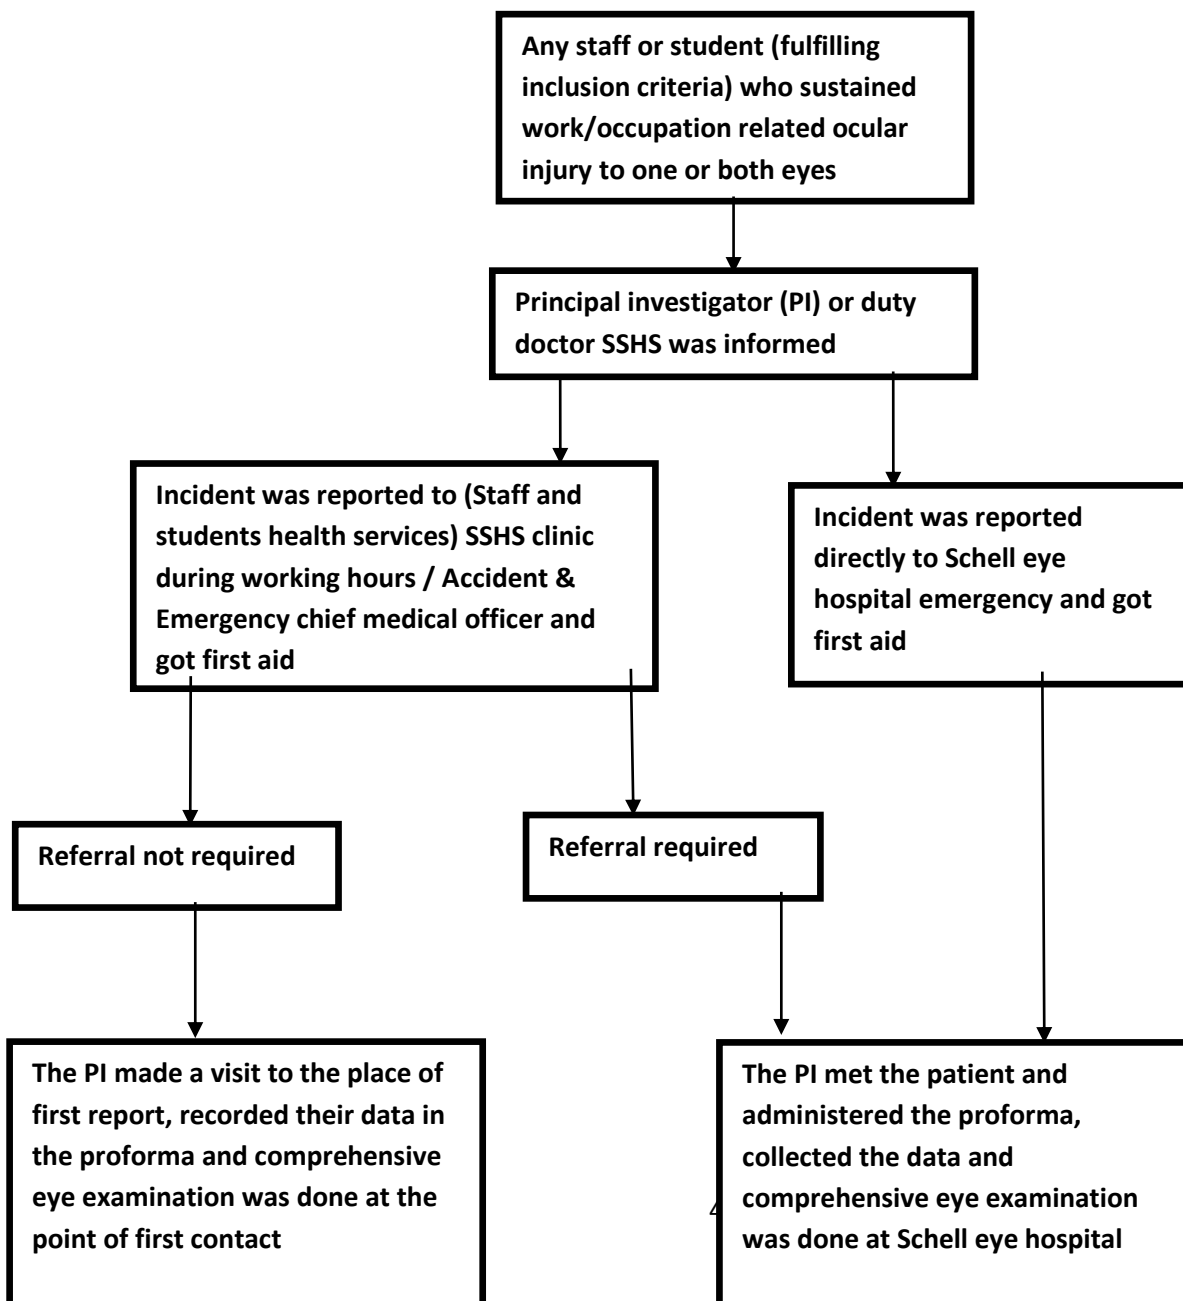 Any staff or student (fulfilling
inclusion criteria) who sustained
work/occupation related ocular
injury to one or both eyes
Principal investigator (PI) or duty
doctor SSHS was informed
Incident was reported to (Staff and
students health services) SSHS clinic
during working hours / Accident &
Emergency chief medical officer and
got first aid
Incident was reported
directly to Schell eye
hospital emergency and got
first aid
Referral not required
Referral required
The PI made a visit to the place of
first report, recorded their data in
the proforma and comprehensive
eye examination was done at the
point of first contact
The PI met the patient and
administered the proforma,
collected the data and
comprehensive eye examination
was done at Schell eye hospital